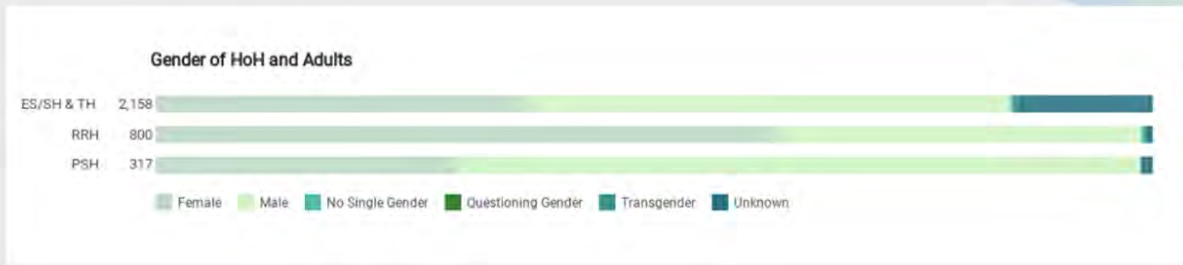 Gender of HoH and Adults
ES/SH & TH 2,158
RRH 800
PSH 317
Female Male No Single Gender Questioning Gender Transgender Unknown